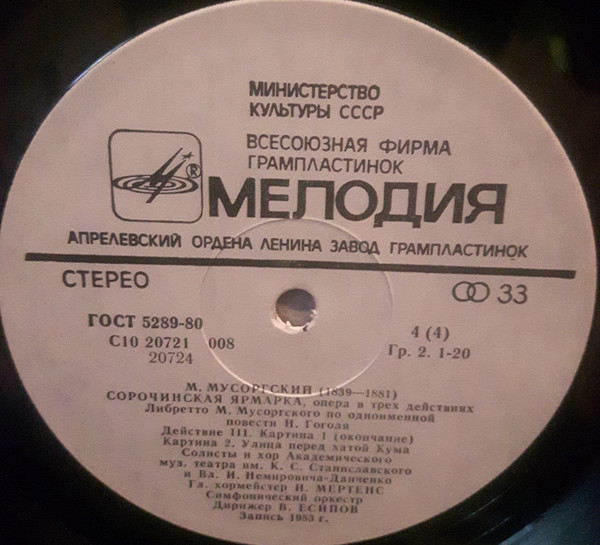 МИНИСТЕРСТВО
КУЛЬТУРЫ СССР
ВСЕСОЮЗНАЯ ФИРМА
ГРАМПЛАСТИНОК
® МЕЛОДИЯ
АПРЕЛЕВСКИЙ ОРДЕНА ЛЕНИНА ЗАВОД ГРАМПЛАСТИНОК
СТЕРЕО
33
ГОСТ 5289-80
4 (4)
С10 20721 008
Гр. 2. 1-20
20724
М. МУСОРГСКИЙ (1839—1881)
СОРОЧИНСКАЯ ЯРМАРКА, опера в трех действиях
Либретто М. Мусоргского по одноименной
повести Н. Гоголя
Действие III. Картина 1 (окончание)
Картина 2. Улица перед хатой Кума
Солисты и хор Академического
муз. театра им. К. С. Станиславского
и Вл. И. Немировича-Данченко
Гл. хормейстер И. МЕРТЕНС
Симфонический оркестр
Дирижер В. ЕСИПОВ
Запись 1983 г.